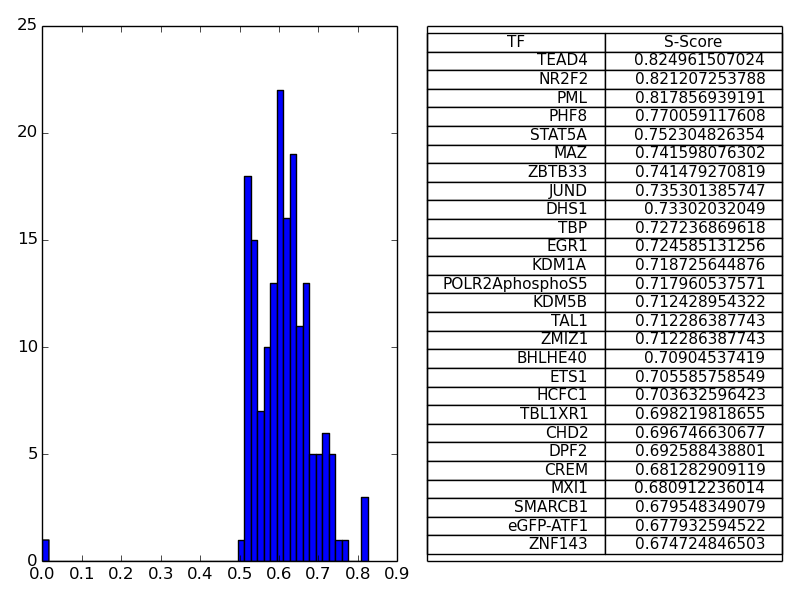 25
20
15
10
5
0
0.0 0.1 0.2 0.3 0.4 0.5 0.6 0.7 0.8 0.9
TF S-Score
TEAD4 0.824961507024
NR2F2 0.821207253788
PML 0.817856939191
PHF8 0.770059117608
STAT5A 0.752304826354
MAZ 0.741598076302
ZBTB33 0.741479270819
JUND 0.735301385747
DHS1 0.73302032049
TBP 0.727236869618
EGR1 0.724585131256
KDM1A 0.718725644876
POLR2AphosphoS5 0.717960537571
KDM5B 0.712428954322
TAL1 0.712286387743
ZMIZ1 0.712286387743
BHLHE40 0.70904537419
ETS1 0.705585758549
HCFC1 0.703632596423
TBL1XR1 0.698219818655
CHD2 0.696746630677
DPF2 0.692588438801
CREM 0.681282909119
MXI1 0.680912236014
SMARCB1 0.679548349079
eGFP-ATF1 0.677932594522
ZNF143 0.674724846503